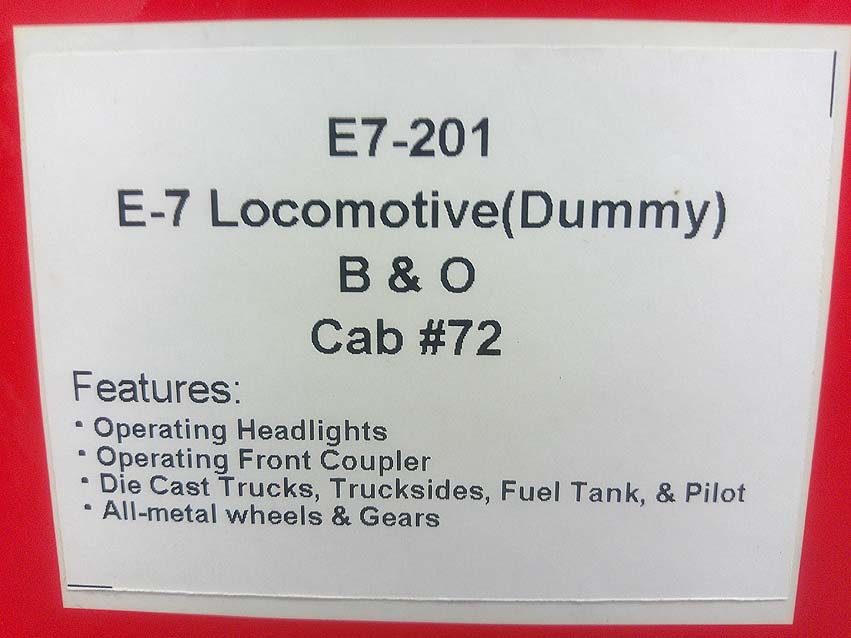 E7-201
E-7 Locomotive(Dummy)
B & O
Cab #72
Features:
· Operating Headlights
· Operating Front Coupler
· Die Cast Trucks, Trucksides, Fuel Tank, & Pilot
· All-metal wheels & Gears